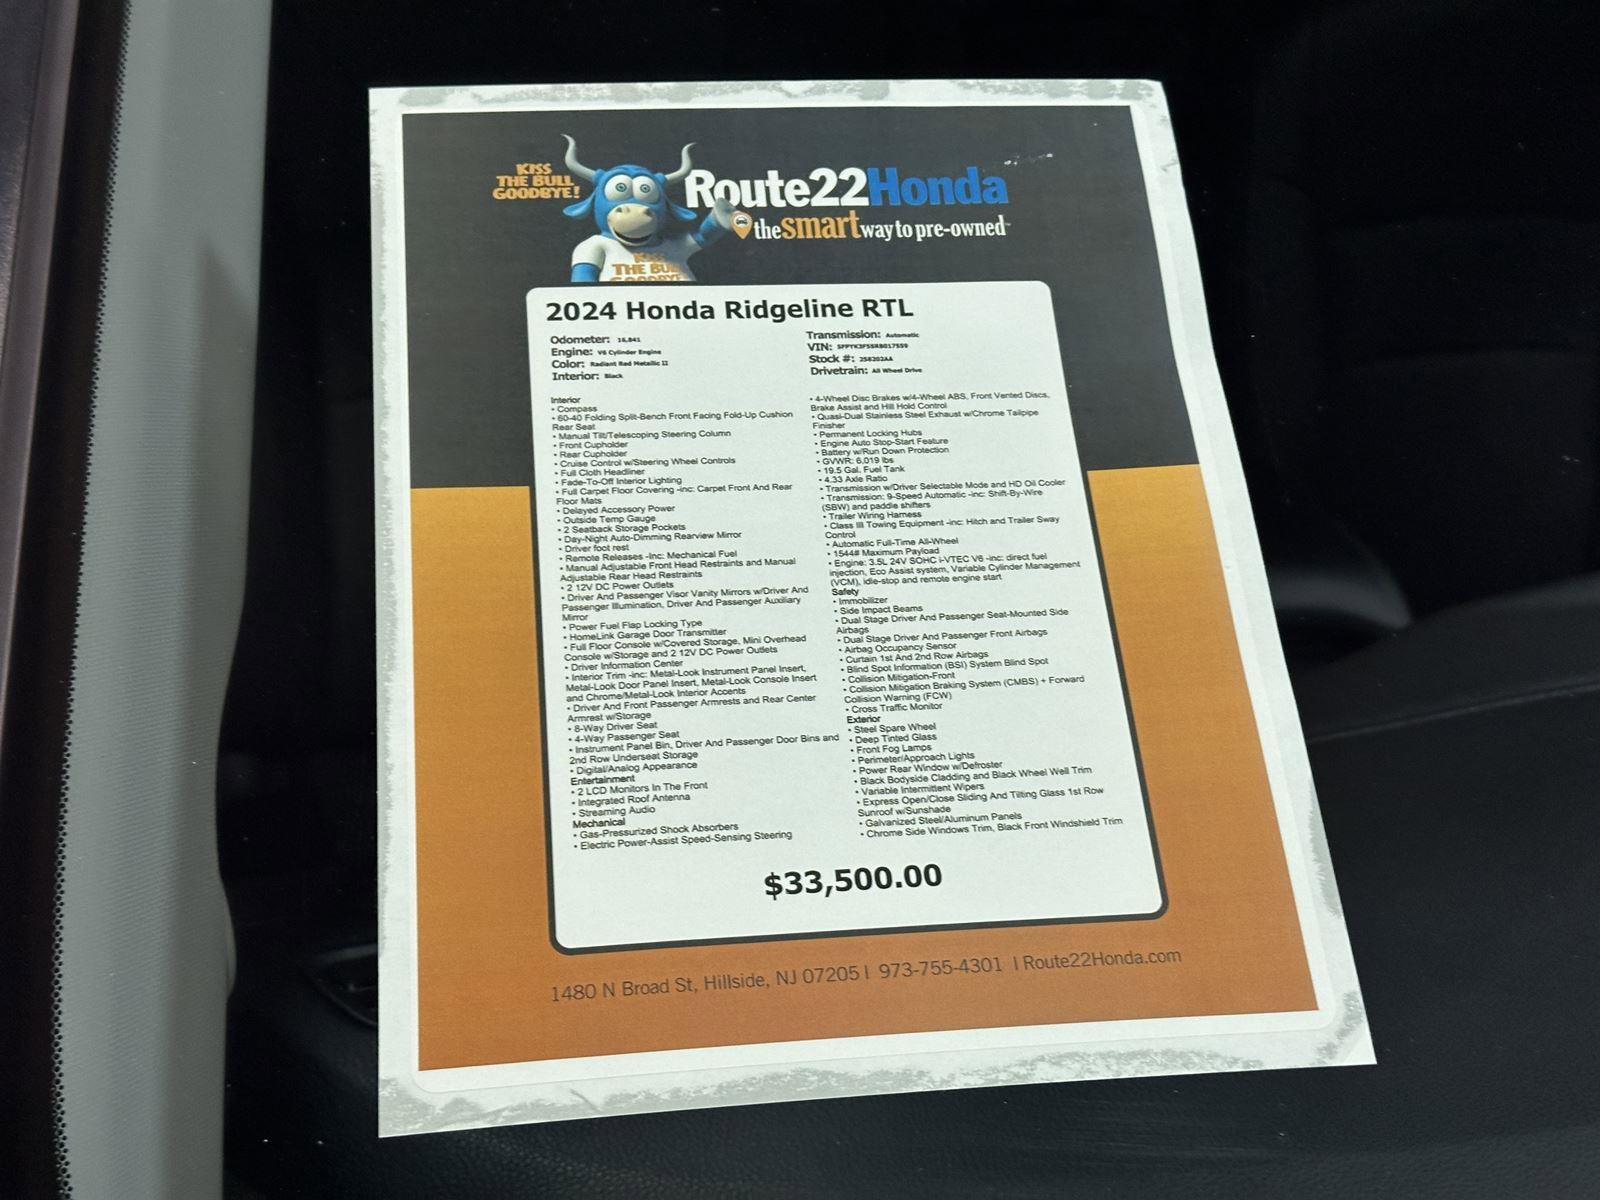 KISS
THE BULL
GOODBYE!
Route22Honda
the smart way to pre-owned
KISS
THE BULL
GOODBYE
2024 Honda Ridgeline RTL
Odometer: 16,841
Engine: V6 Cylinder Engine
Color: Radiant Red Metallic II
Interior: Black
Transmission: Automatic
VIN:
Stock #: 258202AA
Drivetrain: All Wheel Drive
Interior
• Compass
• 60-40 Folding Split-Bench Front Facing Fold-Up Cushion
Rear Seat
• Manual Tilt/Telescoping Steering Column
• Front Cupholder
• Rear Cupholder
• Cruise Control w/Steering Wheel Controls
• Full Cloth Headliner
• Fade-To-Off Interior Lighting
• Full Carpet Floor Covering -inc: Carpet Front And Rear
Floor Mats
• Delayed Accessory Power
• Outside Temp Gauge
• 2 Seatback Storage Pockets
• Day-Night Auto-Dimming Rearview Mirror
• Driver foot rest
• Remote Releases -Inc: Mechanical Fuel
• Manual Adjustable Front Head Restraints and Manual
Adjustable Rear Head Restraints
• 2 12V DC Power Outlets
• Driver And Passenger Visor Vanity Mirrors w/Driver And
Passenger Illumination, Driver And Passenger Auxiliary
Mirror
• Power Fuel Flap Locking Type
• HomeLink Garage Door Transmitter
• Full Floor Console w/Covered Storage, Mini Overhead
Console w/Storage and 2 12V DC Power Outlets
• Driver Information Center
• Interior Trim -inc: Metal-Look Instrument Panel Insert,
Metal-Look Door Panel Insert, Metal-Look Console Insert
and Chrome/Metal-Look Interior Accents
• Driver And Front Passenger Armrests and Rear Center
Armrest w/Storage
• 8-Way Driver Seat
• 4-Way Passenger Seat
• Instrument Panel Bin, Driver And Passenger Door Bins and
2nd Row Underseat Storage
• Digital/Analog Appearance
Entertainment
• 2 LCD Monitors In The Front
• Integrated Roof Antenna
• Streaming Audio
Mechanical
• Gas-Pressurized Shock Absorbers
• Electric Power-Assist Speed-Sensing Steering
• 4-Wheel Disc Brakes w/4-Wheel ABS, Front Vented Discs,
Brake Assist and Hill Hold Control
• Quasi-Dual Stainless Steel Exhaust w/Chrome Tailpipe
Finisher
• Permanent Locking Hubs
• Engine Auto Stop-Start Feature
• Battery w/Run Down Protection
• GVWR: 6,019 lbs
• 19.5 Gal. Fuel Tank
• 4.33 Axle Ratio
• Transmission w/Driver Selectable Mode and HD Oil Cooler
• Transmission: 9-Speed Automatic -inc: Shift-By-Wire
(SBW) and paddle shifters
• Trailer Wiring Harness
• Class III Towing Equipment -inc: Hitch and Trailer Sway
Control
• Automatic Full-Time All-Wheel
• 1544# Maximum Payload
• Engine: 3.5L 24V SOHC i-VTEC V6 -inc: direct fuel
injection, Eco Assist system, Variable Cylinder Management
(VCM), idle-stop and remote engine start
Safety
• Immobilizer
• Side Impact Beams
• Dual Stage Driver And Passenger Seat-Mounted Side
Airbags
• Dual Stage Driver And Passenger Front Airbags
• Airbag Occupancy Sensor
• Curtain 1st And 2nd Row Airbags
• Blind Spot Information (BSI) System Blind Spot
• Collision Mitigation-Front
• Collision Mitigation Braking System (CMBS) + Forward
Collision Warning (FCW)
• Cross Traffic Monitor
Exterior
• Steel Spare Wheel
• Deep Tinted Glass
• Front Fog Lamps
• Perimeter/Approach Lights
• Power Rear Window w/Defroster
• Black Bodyside Cladding and Black Wheel Well Trim
• Variable Intermittent Wipers
• Express Open/Close Sliding And Tilting Glass 1st Row
Sunroof w/Sunshade
• Galvanized Steel/Aluminum Panels
• Chrome Side Windows Trim, Black Front Windshield Trim
$33,500.00
1480 N Broad St, Hillside, NJ 07205 | 973-755-4301 | Route22Honda.com